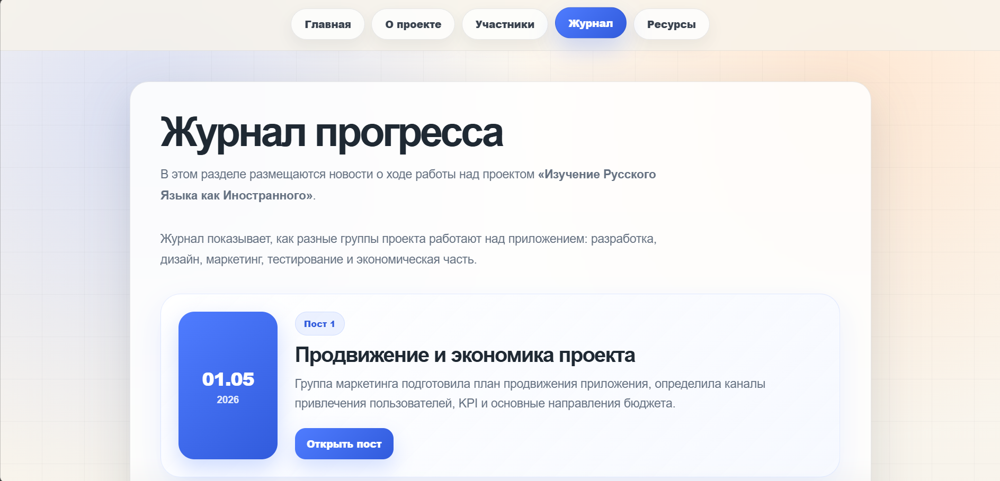 Главная
О проекте
Участники
Журнал
Ресурсы
Журнал прогресса
В этом разделе размещаются новости о ходе работы над проектом «Изучение Русского
Языка как Иностранного».
Журнал показывает, как разные группы проекта работают над приложением: разработка,
дизайн, маркетинг, тестирование и экономическая часть.
01.05
2026
Пост 1
Продвижение и экономика проекта
Группа маркетинга подготовила план продвижения приложения, определила каналы
привлечения пользователей, KPI и основные направления бюджета.
Открыть пост